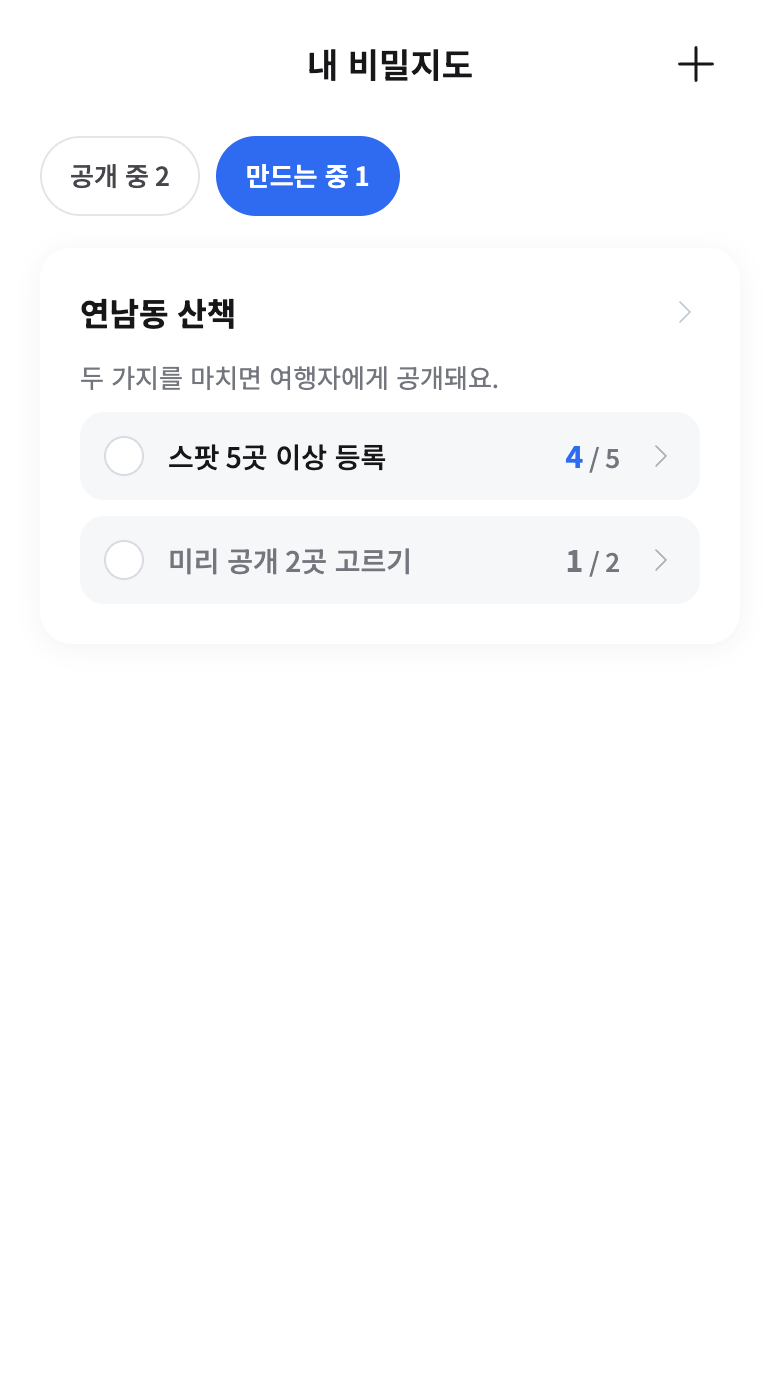 내 비밀지도
공개 중 2
만드는 중 1
연남동 산책
두 가지를 마치면 여행자에게 공개돼요.
스팟 5곳 이상 등록 4 / 5
미리 공개 2곳 고르기 1 / 2